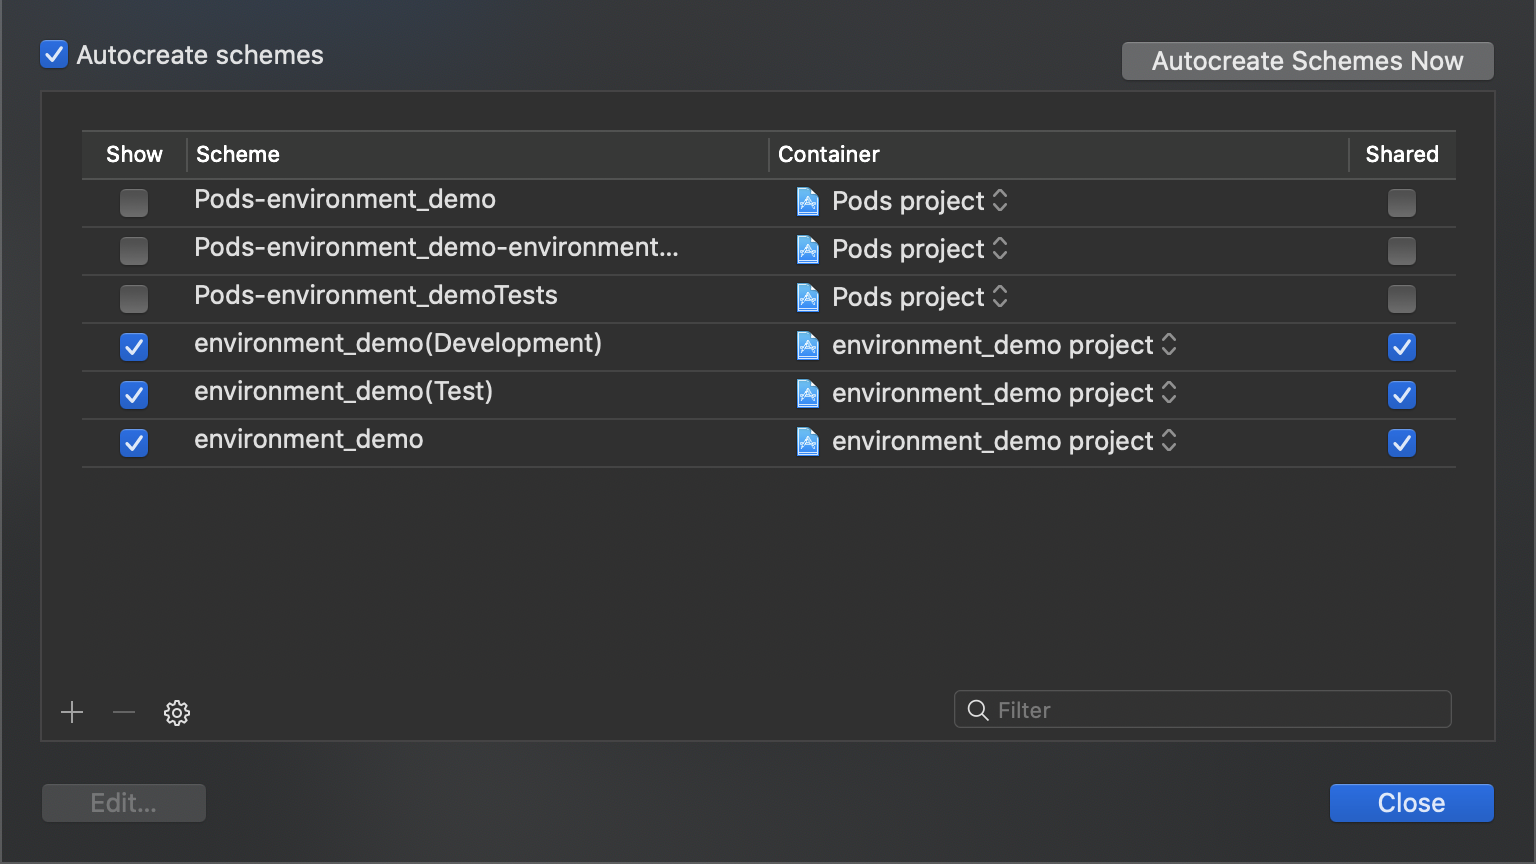 Autocreate schemes
Autocreate Schemes Now
Show Scheme Container Shared
Pods-environment_demo Pods project
Pods-environment_demo-environment... Pods project
Pods-environment_demoTests Pods project
environment_demo(Development) environment_demo project
environment_demo(Test) environment_demo project
environment_demo environment_demo project
Filter
Edit...
Close